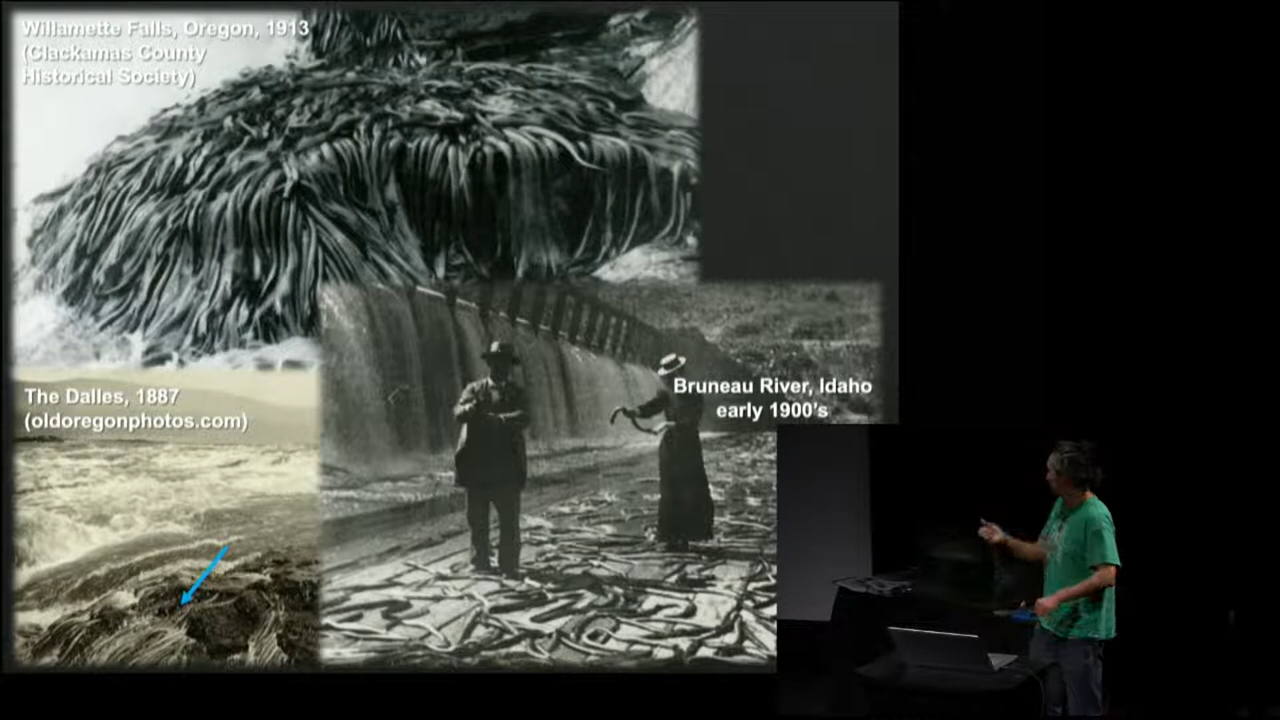 Willamette Falls, Oregon, 1913
(Clackamas County
Historical Society)
The Dalles, 1887
(oldoregonphotos.com)
Bruneau River, Idaho
early 1900's